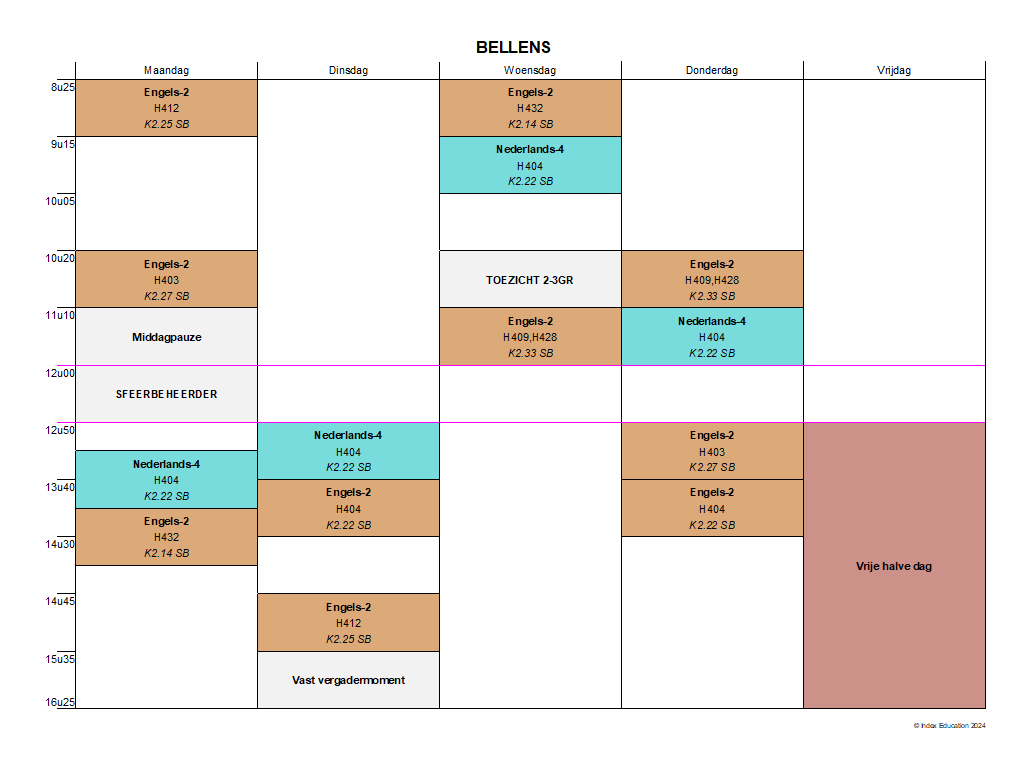 BELLENS
Maandag Dinsdag Woensdag Donderdag Vrijdag
8u25
Engels-2
H412
K2.25 SB
Engels-2
H432
K2.14 SB
9u15
Nederlands-4
H404
K2.22 SB
10u05
10u20
Engels-2
H403
K2.27 SB
TOEZICHT 2-3GR
Engels-2
H409,H428
K2.33 SB
11u10
Middagpauze
Engels-2
H409,H428
K2.33 SB
Nederlands-4
H404
K2.22 SB
12u00
SFEERBEHEERDER
12u50
Nederlands-4
H404
K2.22 SB
Engels-2
H403
K2.27 SB
Nederlands-4
H404
K2.22 SB
13u40
Engels-2
H404
K2.22 SB
Engels-2
H404
K2.22 SB
Engels-2
H432
K2.14 SB
14u30
Vrije halve dag
14u45
Engels-2
H412
K2.25 SB
15u35
Vast vergadermoment
16u25
© Index Education 2024